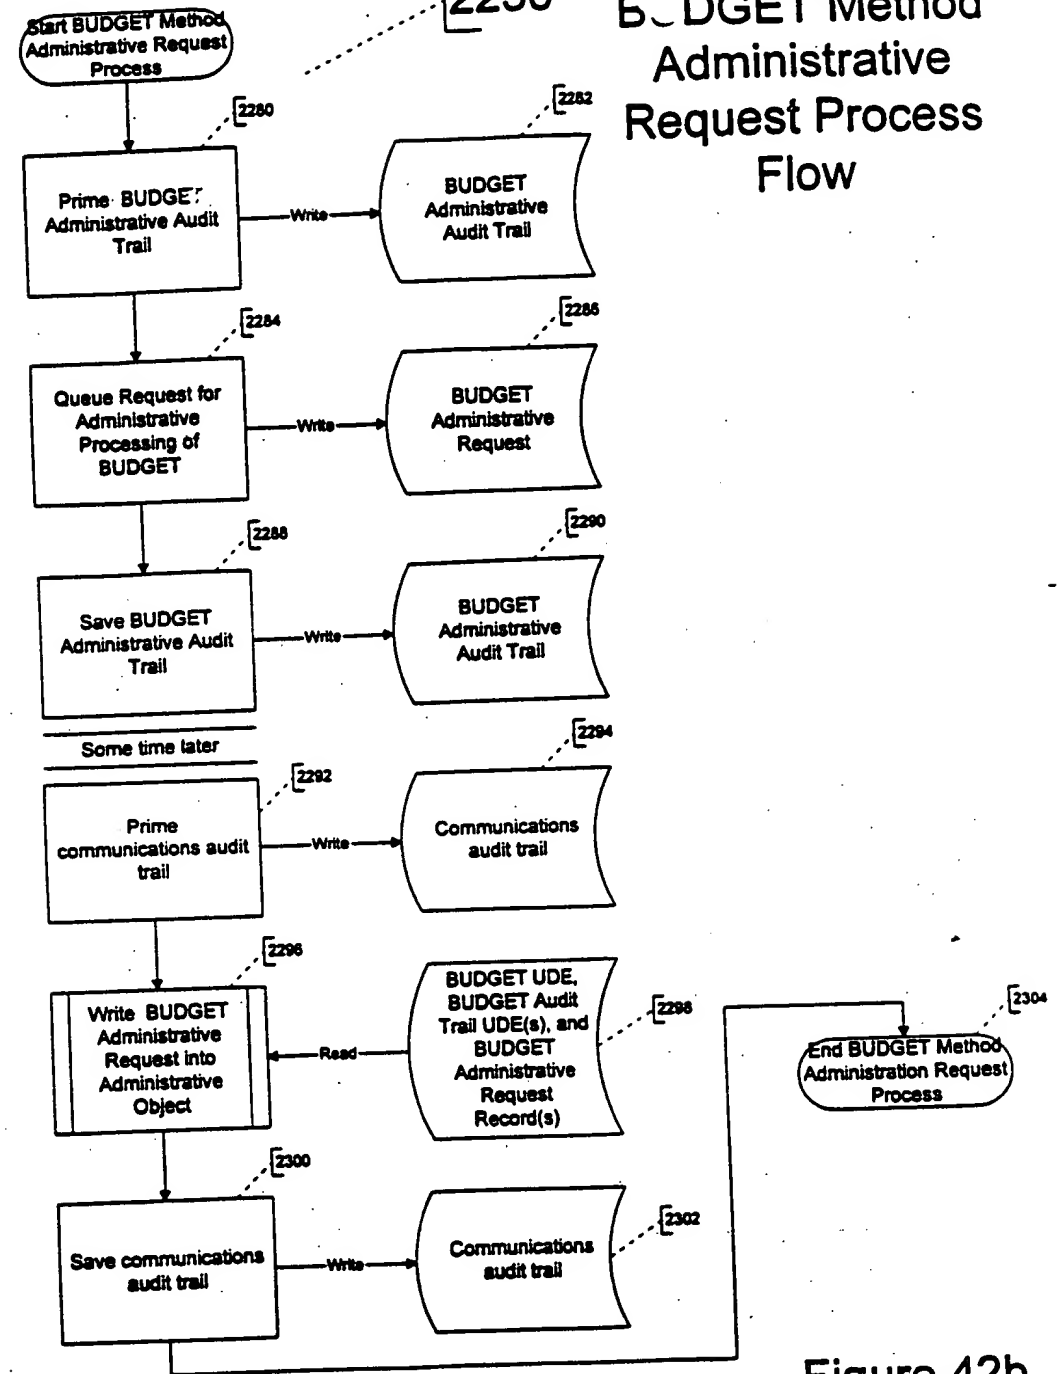 2250
BUDGET Method
Administrative
Request Process
Flow
Start BUDGET Method
Administrative Request
Process
2280
2282
Prime BUDGET
Administrative Audit
Trail
Write
BUDGET
Administrative
Audit Trail
2284
2286
Queue Request for
Administrative
Processing of
BUDGET
Write
BUDGET
Administrative
Request
2288
2290
Save BUDGET
Administrative Audit
Trail
Write
BUDGET
Administrative
Audit Trail
Some time later
2292
2294
Prime
communications audit
trail
Write
Communications
audit trail
2296
2298
Write BUDGET
Administrative
Request into
Administrative
Object
Read
BUDGET UDE,
BUDGET Audit
Trail UDE(s), and
BUDGET
Administrative
Request
Record(s)
2304
End BUDGET Method
Administration Request
Process
2300
2302
Save communications
audit trail
Write
Communications
audit trail
Figure 42b